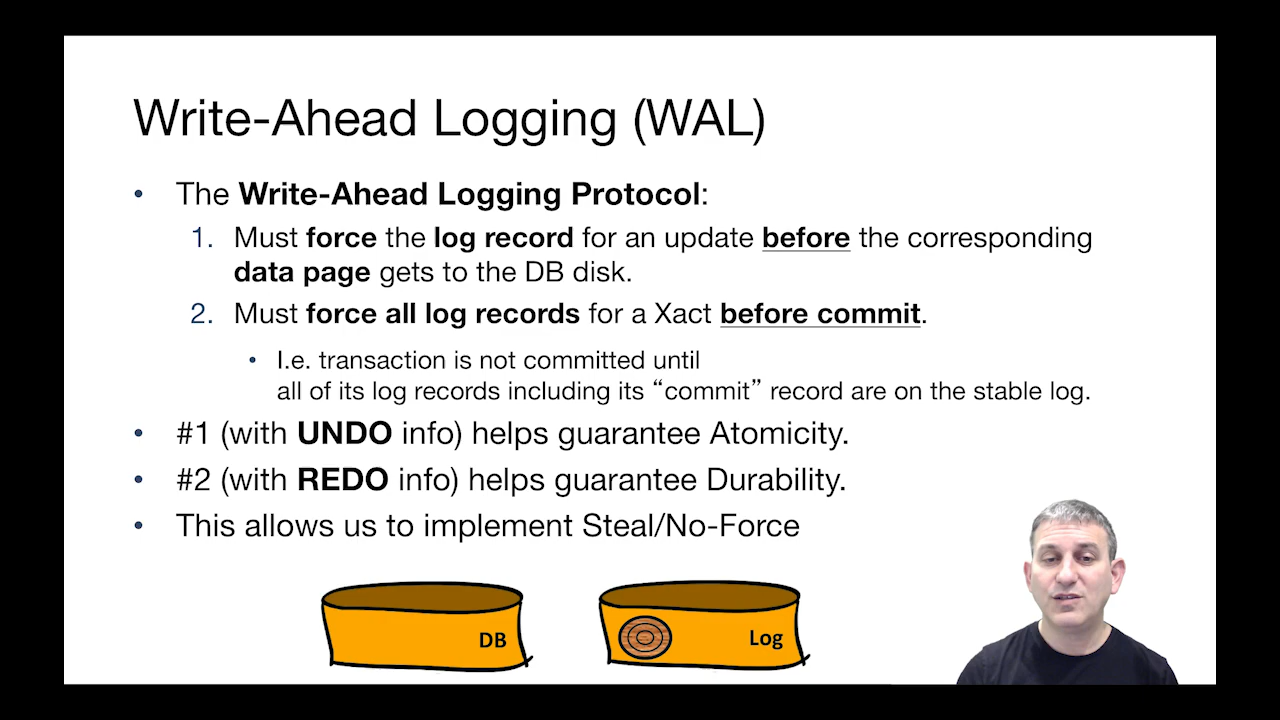 Write-Ahead Logging (WAL)
• The Write-Ahead Logging Protocol:
1. Must force the log record for an update before the corresponding
data page gets to the DB disk.
2. Must force all log records for a Xact before commit.
• I.e. transaction is not committed until
all of its log records including its “commit” record are on the stable log.
• #1 (with UNDO info) helps guarantee Atomicity.
• #2 (with REDO info) helps guarantee Durability.
• This allows us to implement Steal/No-Force
DB
Log